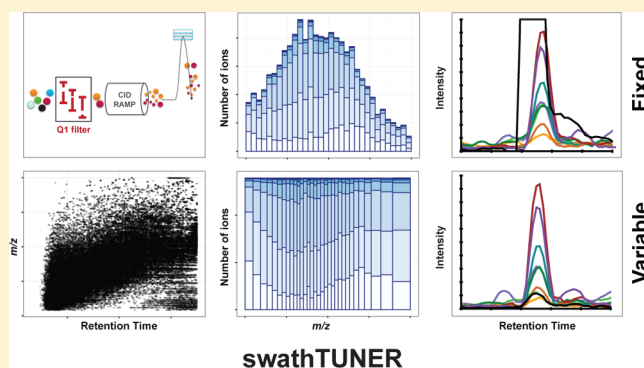 Q1 filter
CID
RAMP
Number of ions
Intensity
Fixed
m/z
Retention Time
Number of ions
m/z
Intensity
Retention Time
Variable
swathTUNER